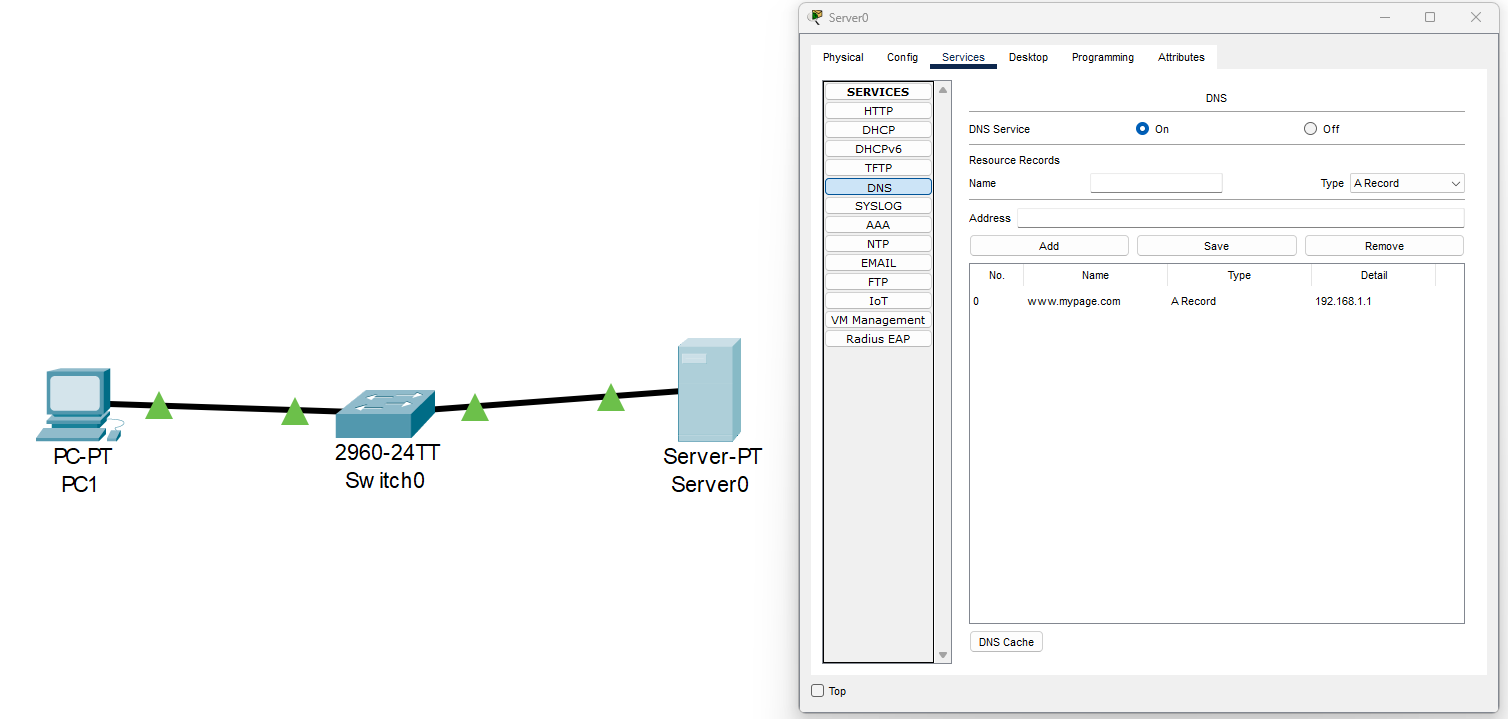 PC-PT
PC1
2960-24TT
Switch0
Server-PT
Server0
Server0
Physical Config Services Desktop Programming Attributes
SERVICES
HTTP
DHCP
DHCPv6
TFTP
DNS
SYSLOG
AAA
NTP
EMAIL
FTP
IoT
VM Management
Radius EAP
DNS
DNS Service On Off
Resource Records
Name Type A Record
Address
Add Save Remove
No. Name Type Detail
0 www.mypage.com A Record 192.168.1.1
DNS Cache
Top